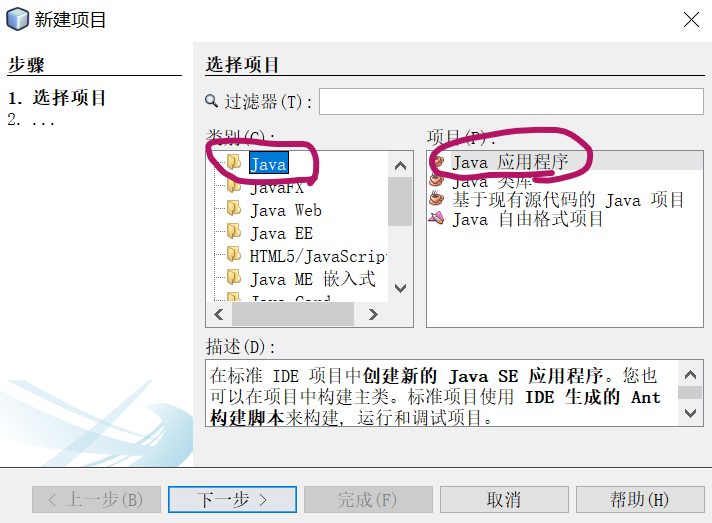 新建项目
步骤
1. 选择项目
2. ...
选择项目
过滤器(T):
类别(C):
Java
JavaFX
Java Web
Java EE
HTML5/JavaScript
Java ME 嵌入式
Java Card
项目(P):
Java 应用程序
Java 类库
基于现有源代码的 Java 项目
Java 自由格式项目
描述(D):
在标准 IDE 项目中创建新的 Java SE 应用程序。您也
可以在项目中构建主类。标准项目使用 IDE 生成的 Ant
构建脚本来构建, 运行和调试项目。
< 上一步(B)
下一步 >
完成(F)
取消
帮助(H)